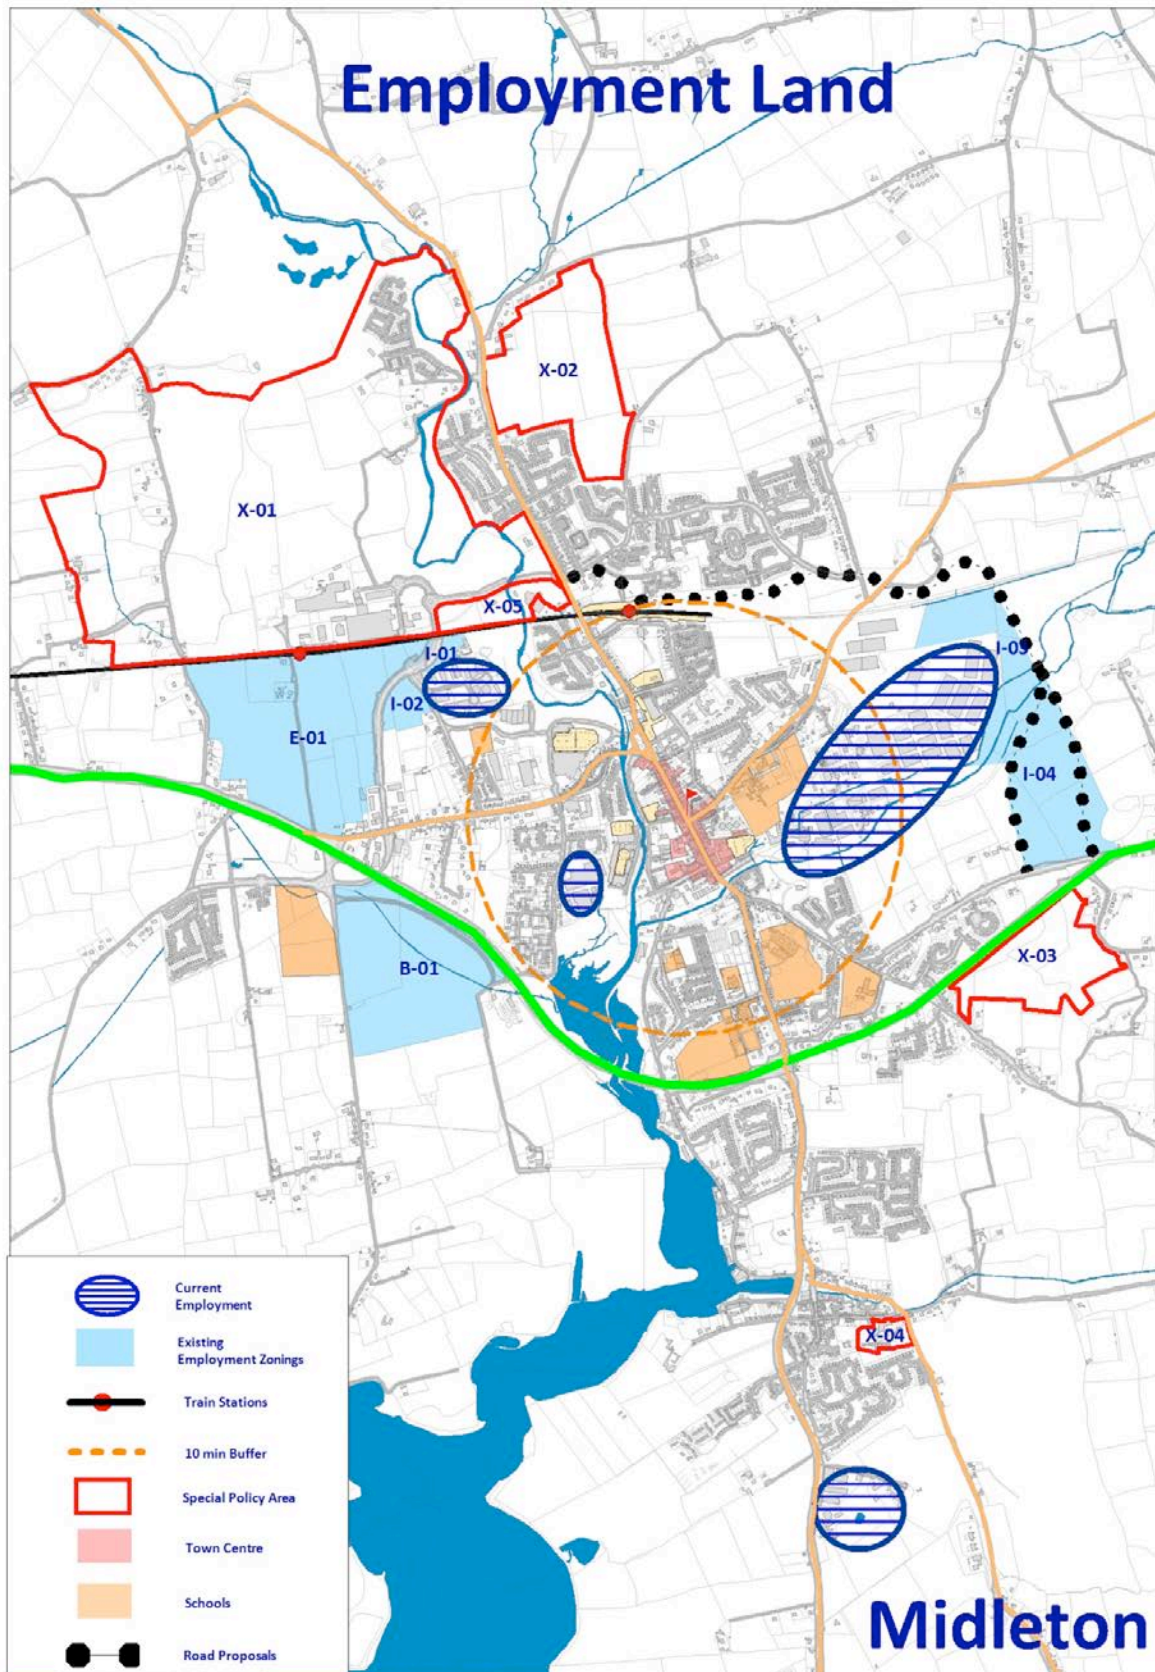 Employment Land
X-02
X-01
X-05
I-01
I-02
I-03
E-01
I-04
B-01
X-03
X-04
Current
Employment
Existing
Employment Zonings
Train Stations
10 min Buffer
Special Policy Area
Town Centre
Schools
Road Proposals
Midleton